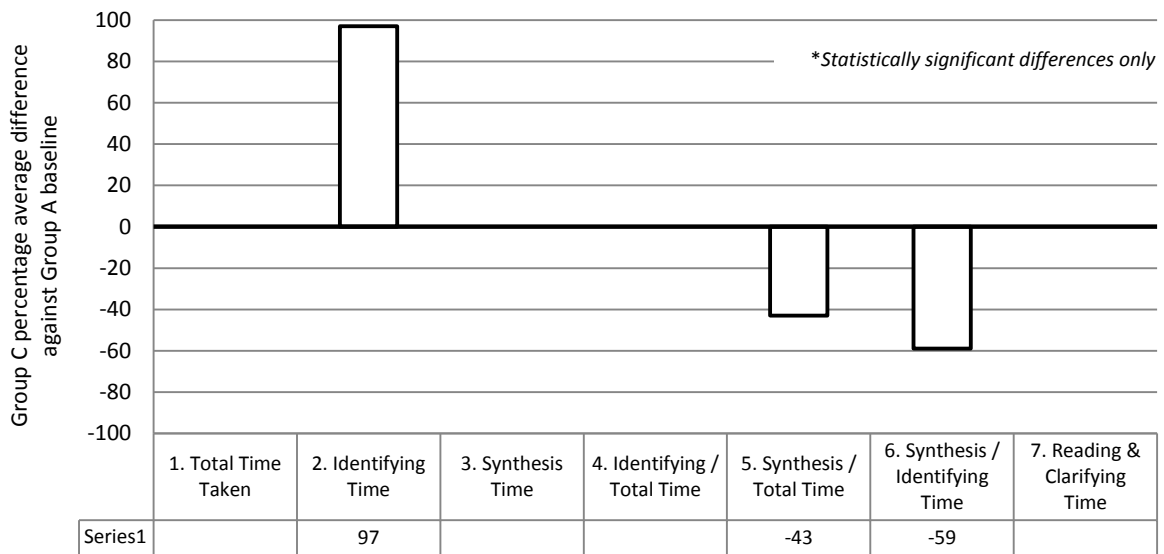 Group C percentage average difference
against Group A baseline
100
80
60
40
20
0
-20
-40
-60
-80
-100
*Statistically significant differences only
1. Total Time
Taken
2. Identifying
Time
3. Synthesis
Time
4. Identifying /
Total Time
5. Synthesis /
Total Time
6. Synthesis /
Identifying
Time
7. Reading &
Clarifying
Time
Series1 97 -43 -59